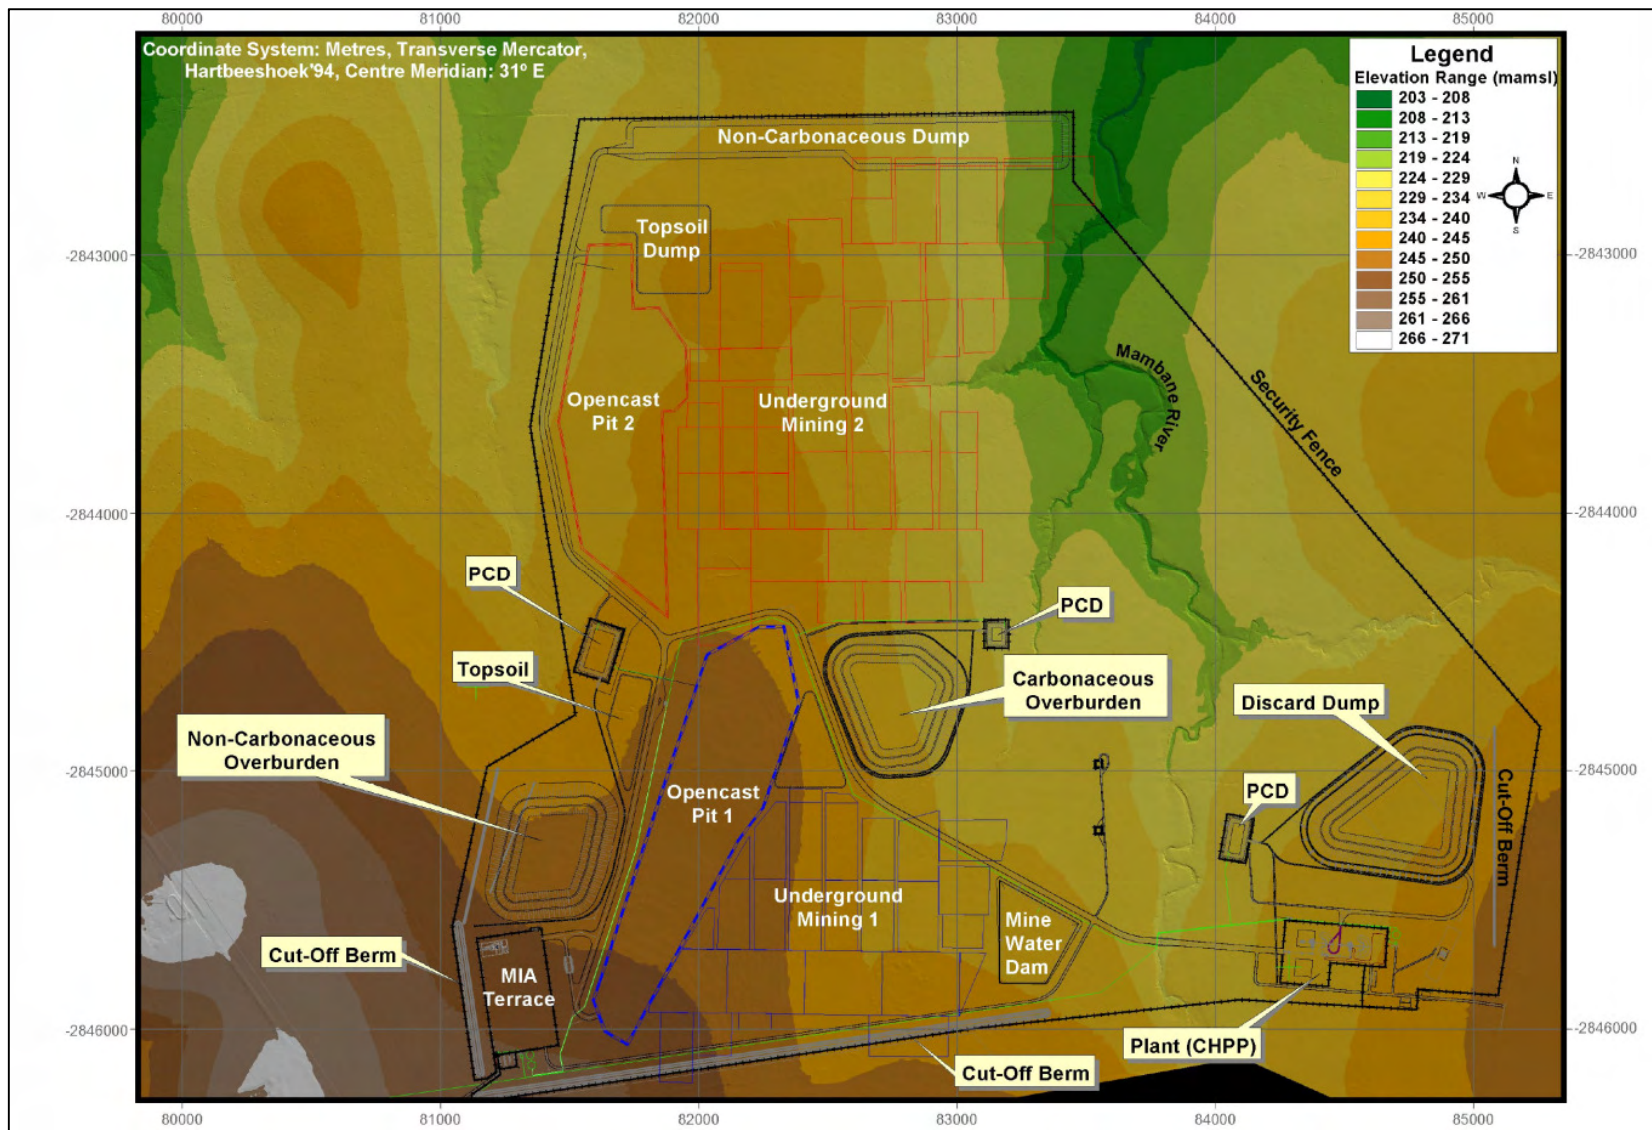 80000 81000 82000 83000 84000 85000
Coordinate System: Metres, Transverse Mercator,
Hartbeeshoek'94, Centre Meridian: 31º E
Legend
Elevation Range (mamsl)
203 - 208
208 - 213
213 - 219
219 - 224
224 - 229
229 - 234
234 - 240
240 - 245
245 - 250
250 - 255
255 - 261
261 - 266
266 - 271
N
W E
S
Non-Carbonaceous Dump
Topsoil
Dump
-2843000 -2843000
Mambane River
Security Fence
Opencast
Pit 2
Underground
Mining 2
-2844000 -2844000
PCD
PCD
Topsoil
Carbonaceous
Overburden
Discard Dump
Non-Carbonaceous
Overburden
-2845000 -2845000
Opencast
Pit 1
PCD
Cut-Off Berm
Underground
Mining 1
Mine
Water
Dam
Cut-Off Berm
MIA
Terrace
-2846000 -2846000
Plant (CHPP)
Cut-Off Berm
80000 81000 82000 83000 84000 85000